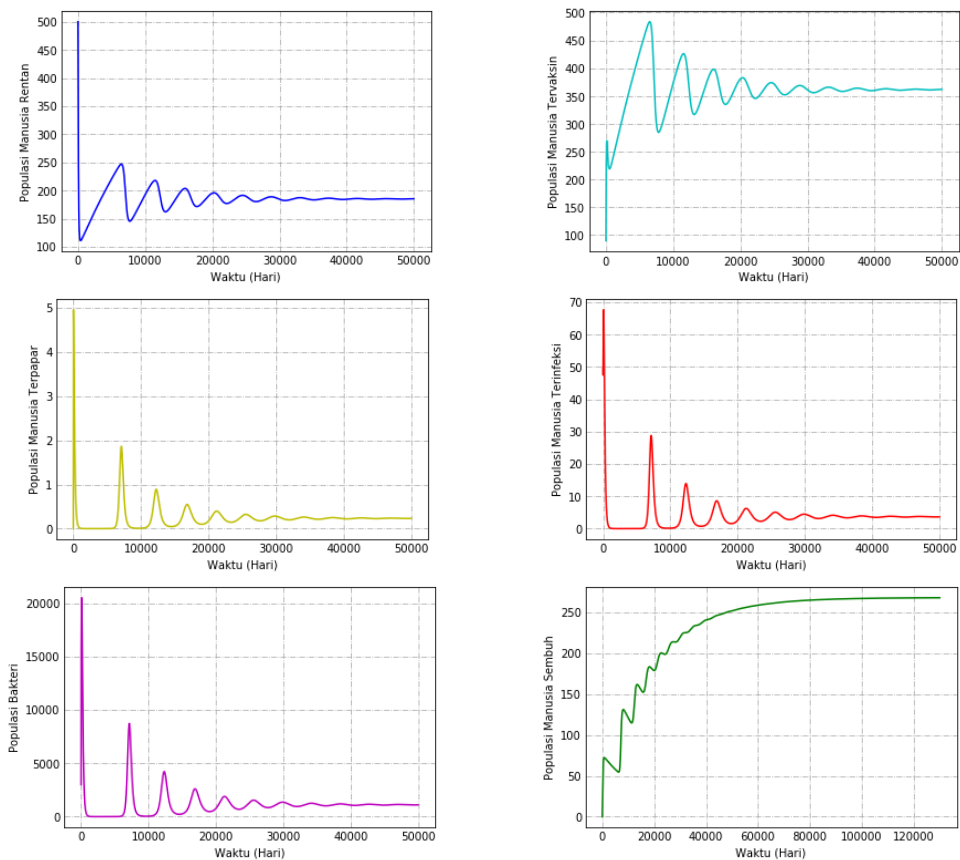 Populasi Manusia Rentan
500
450
400
350
300
250
200
150
100
0 10000 20000 30000 40000 50000
Waktu (Hari)
Populasi Manusia Tervaksin
500
450
400
350
300
250
200
150
100
0 10000 20000 30000 40000 50000
Waktu (Hari)
Populasi Manusia Terpapar
5
4
3
2
1
0
0 10000 20000 30000 40000 50000
Waktu (Hari)
Populasi Manusia Terinfeksi
70
60
50
40
30
20
10
0
0 10000 20000 30000 40000 50000
Waktu (Hari)
Populasi Bakteri
20000
15000
10000
5000
0
0 10000 20000 30000 40000 50000
Waktu (Hari)
Populasi Manusia Sembuh
250
200
150
100
50
0
0 20000 40000 60000 80000 100000 120000
Waktu (Hari)